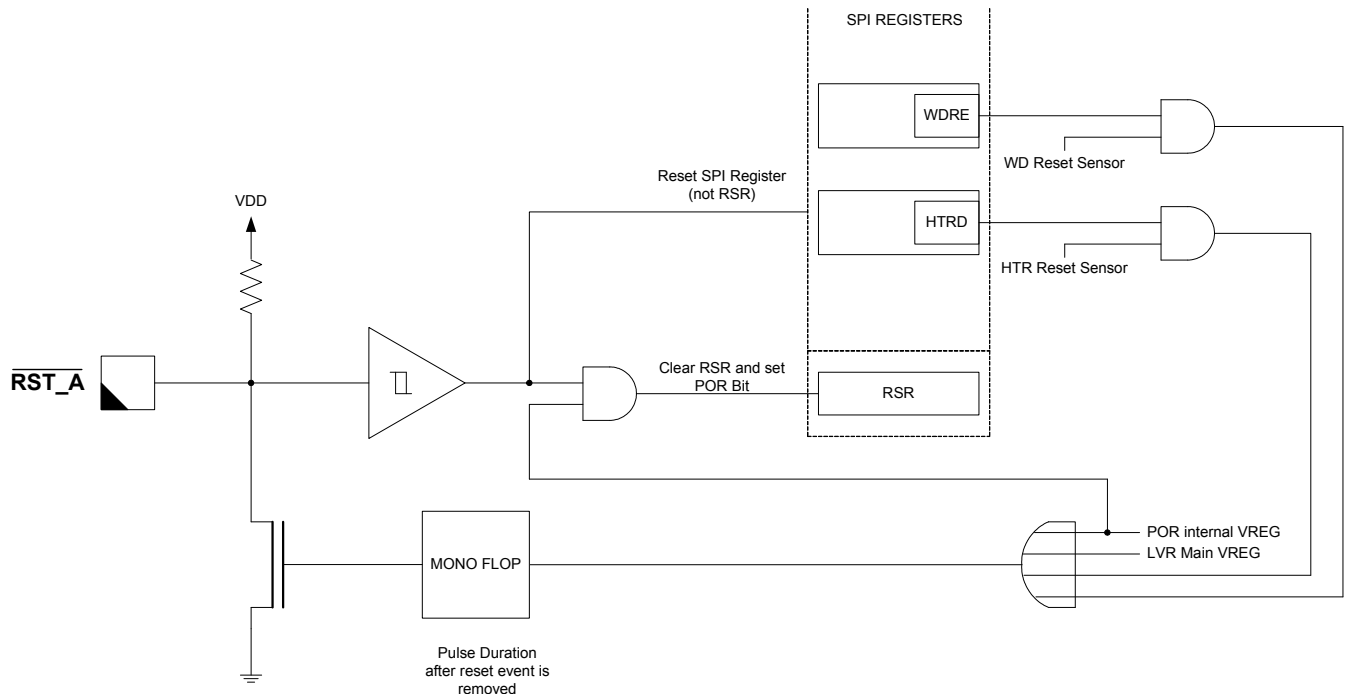 SPI REGISTERS
WDRE
WD Reset Sensor
Reset SPI Register
(not RSR)
VDD
HTRD
HTR Reset Sensor
RST_A
Clear RSR and set
POR Bit
RSR
POR internal VREG
LVR Main VREG
MONO FLOP
Pulse Duration
after reset event is
removed